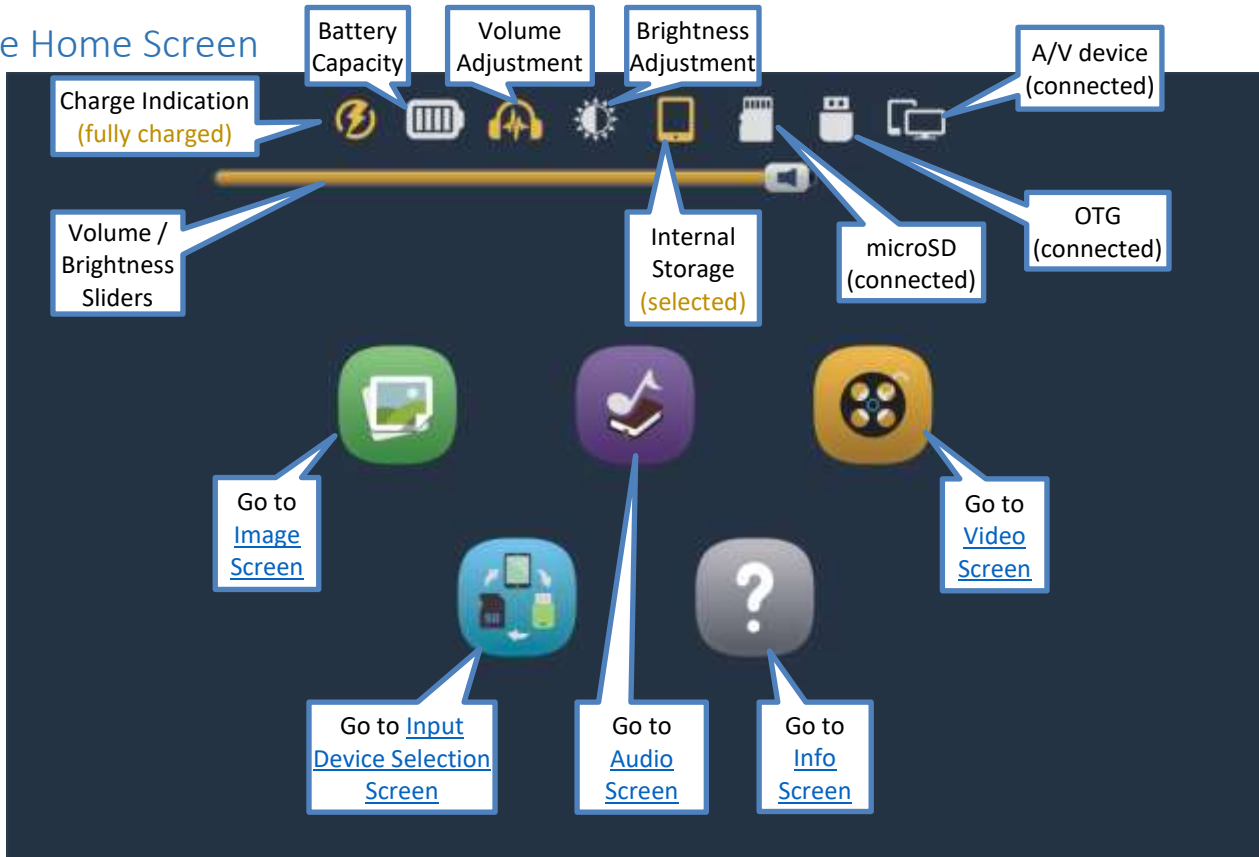 e Home Screen
Battery
Capacity
Volume
Adjustment
Brightness
Adjustment
A/V device
(connected)
Charge Indication
(fully charged)
Volume /
Brightness
Sliders
Internal
Storage
(selected)
microSD
(connected)
OTG
(connected)
Go to
Image
Screen
Go to
Video
Screen
Go to Input
Device Selection
Screen
Go to
Audio
Screen
Go to
Info
Screen